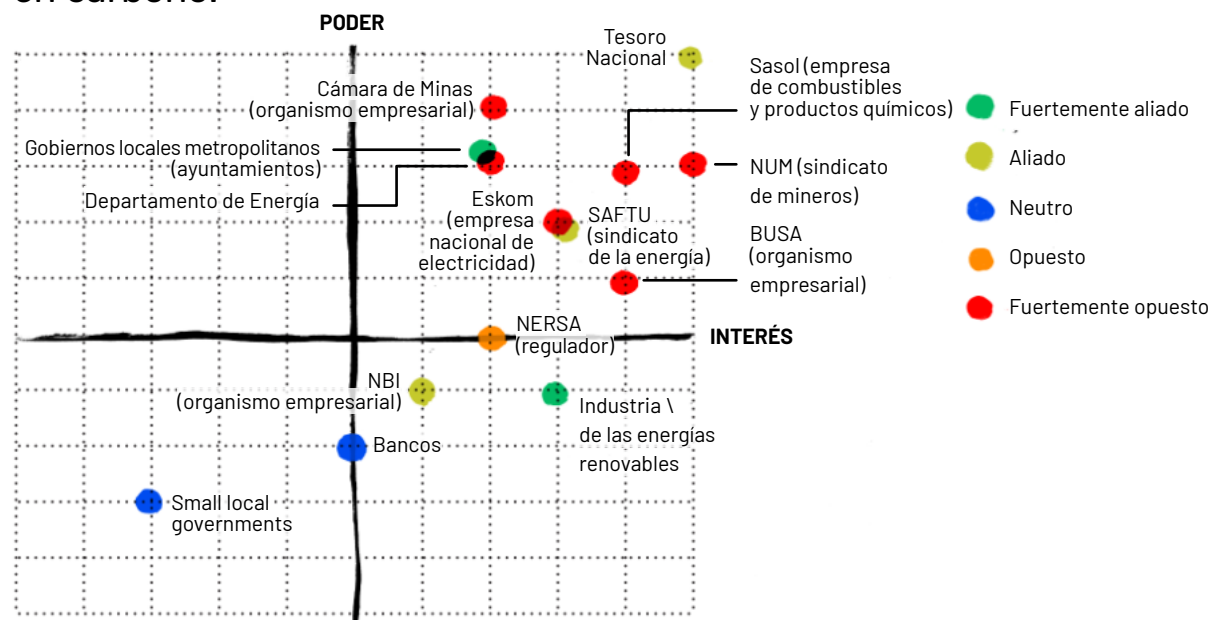 en carbono.
PODER
Tesoro
Nacional
Cámara de Minas
(organismo empresarial)
Sasol (empresa
de combustibles
y productos químicos)
Gobiernos locales metropolitanos
(ayuntamientos)
Departamento de Energía
NUM (sindicato
de mineros)
Eskom
(empresa
nacional de
electricidad)
SAFTU
(sindicato
de la energía)
BUSA
(organismo
empresarial)
Fuertemente aliado
Aliado
Neutro
Opuesto
Fuertemente opuesto
NERSA
(regulador)
INTERÉS
NBI
(organismo empresarial)
Industria \
de las energías
renovables
Bancos
Small local
governments